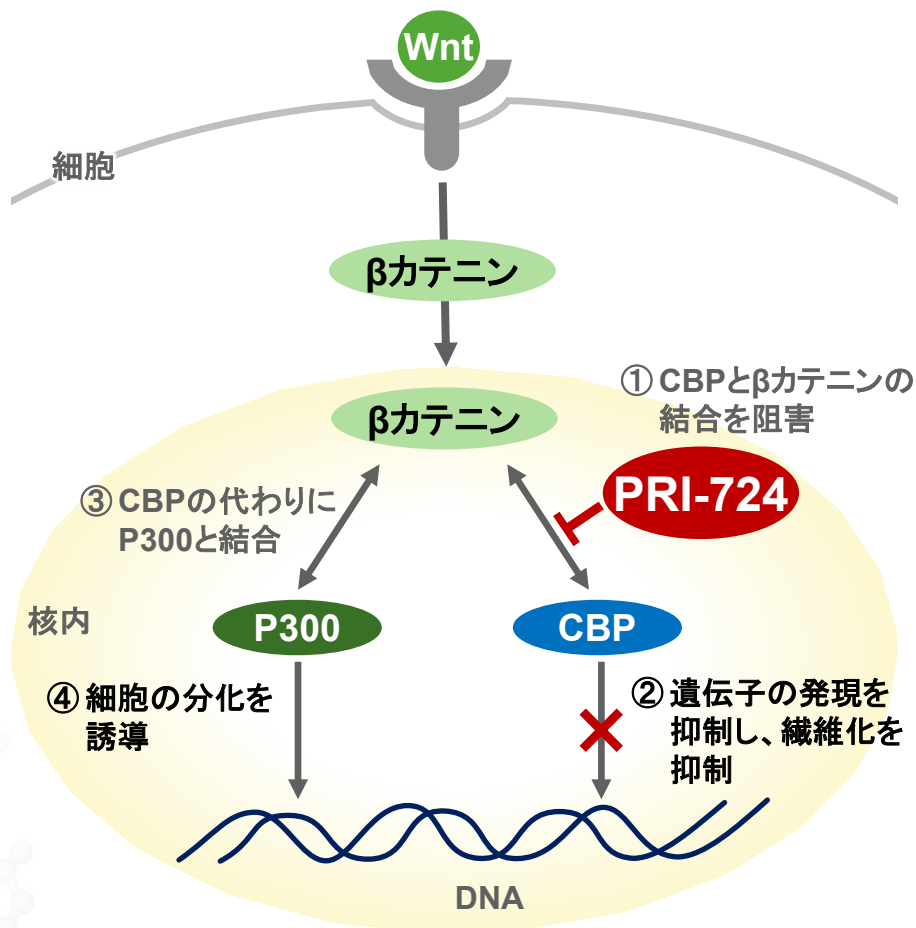 Wnt
細胞
βカテニン
βカテニン
① CBPとβカテニンの
結合を阻害
PRI-724
③ CBPの代わりに
P300と結合
核内
P300
CBP
④ 細胞の分化を
誘導
② 遺伝子の発現を
抑制し、繊維化を
抑制
DNA